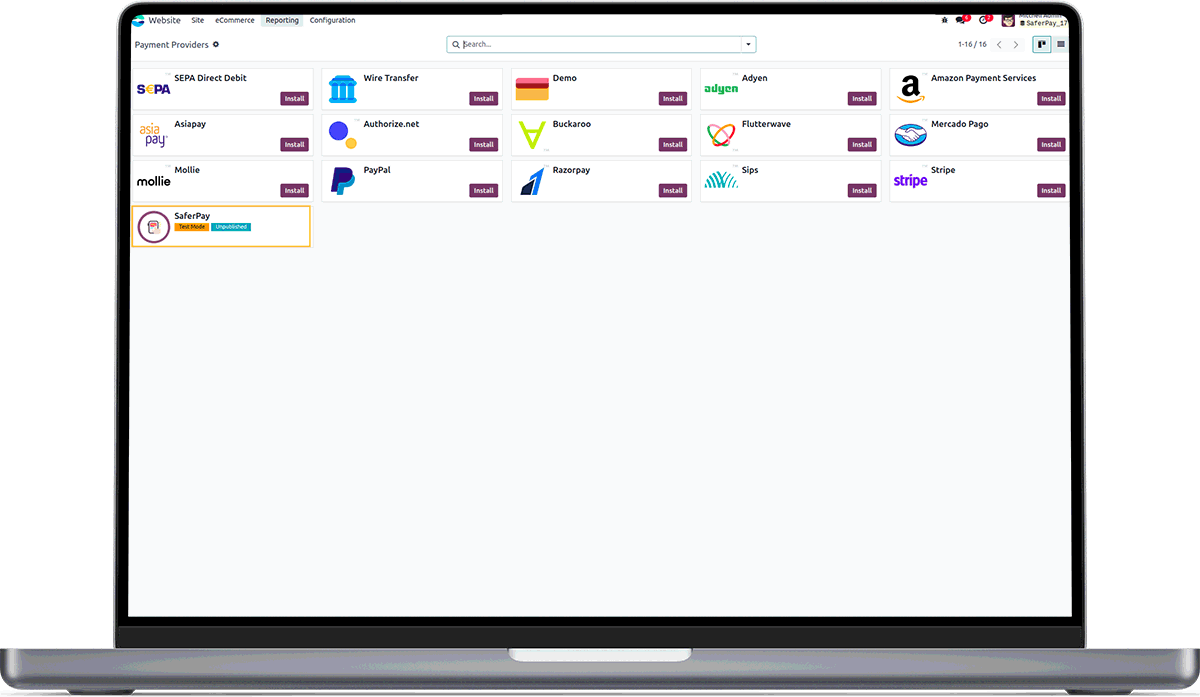 Website Site eCommerce Reporting Configuration
Mitchell Admin
SaferPay_17
Payment Providers
Search...
1-16 / 16
SEPA Direct Debit
SEPA
Install
Wire Transfer
Install
Demo
Install
Adyen
adyen
Install
Amazon Payment Services
a
Install
Asiapay
asia
pay
Install
Authorize.net
Install
Buckaroo
Install
Flutterwave
Install
Mercado Pago
Install
Mollie
mollie
Install
PayPal
Install
Razorpay
Install
Sips
Install
Stripe
stripe
Install
SaferPay
Test Mode Unpublished